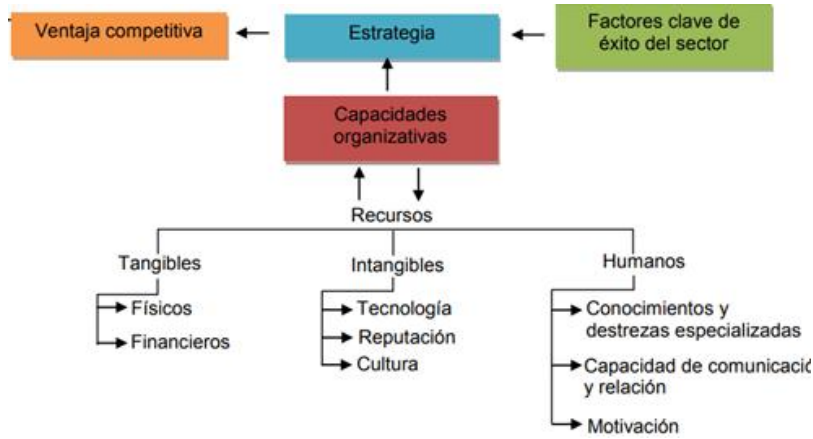 Ventaja competitiva
Estrategia
Factores clave de
éxito del sector
Capacidades
organizativas
Recursos
Tangibles
Físicos
Financieros
Intangibles
Tecnología
Reputación
Cultura
Humanos
Conocimientos y
destrezas especializadas
Capacidad de comunicació
y relación
Motivación